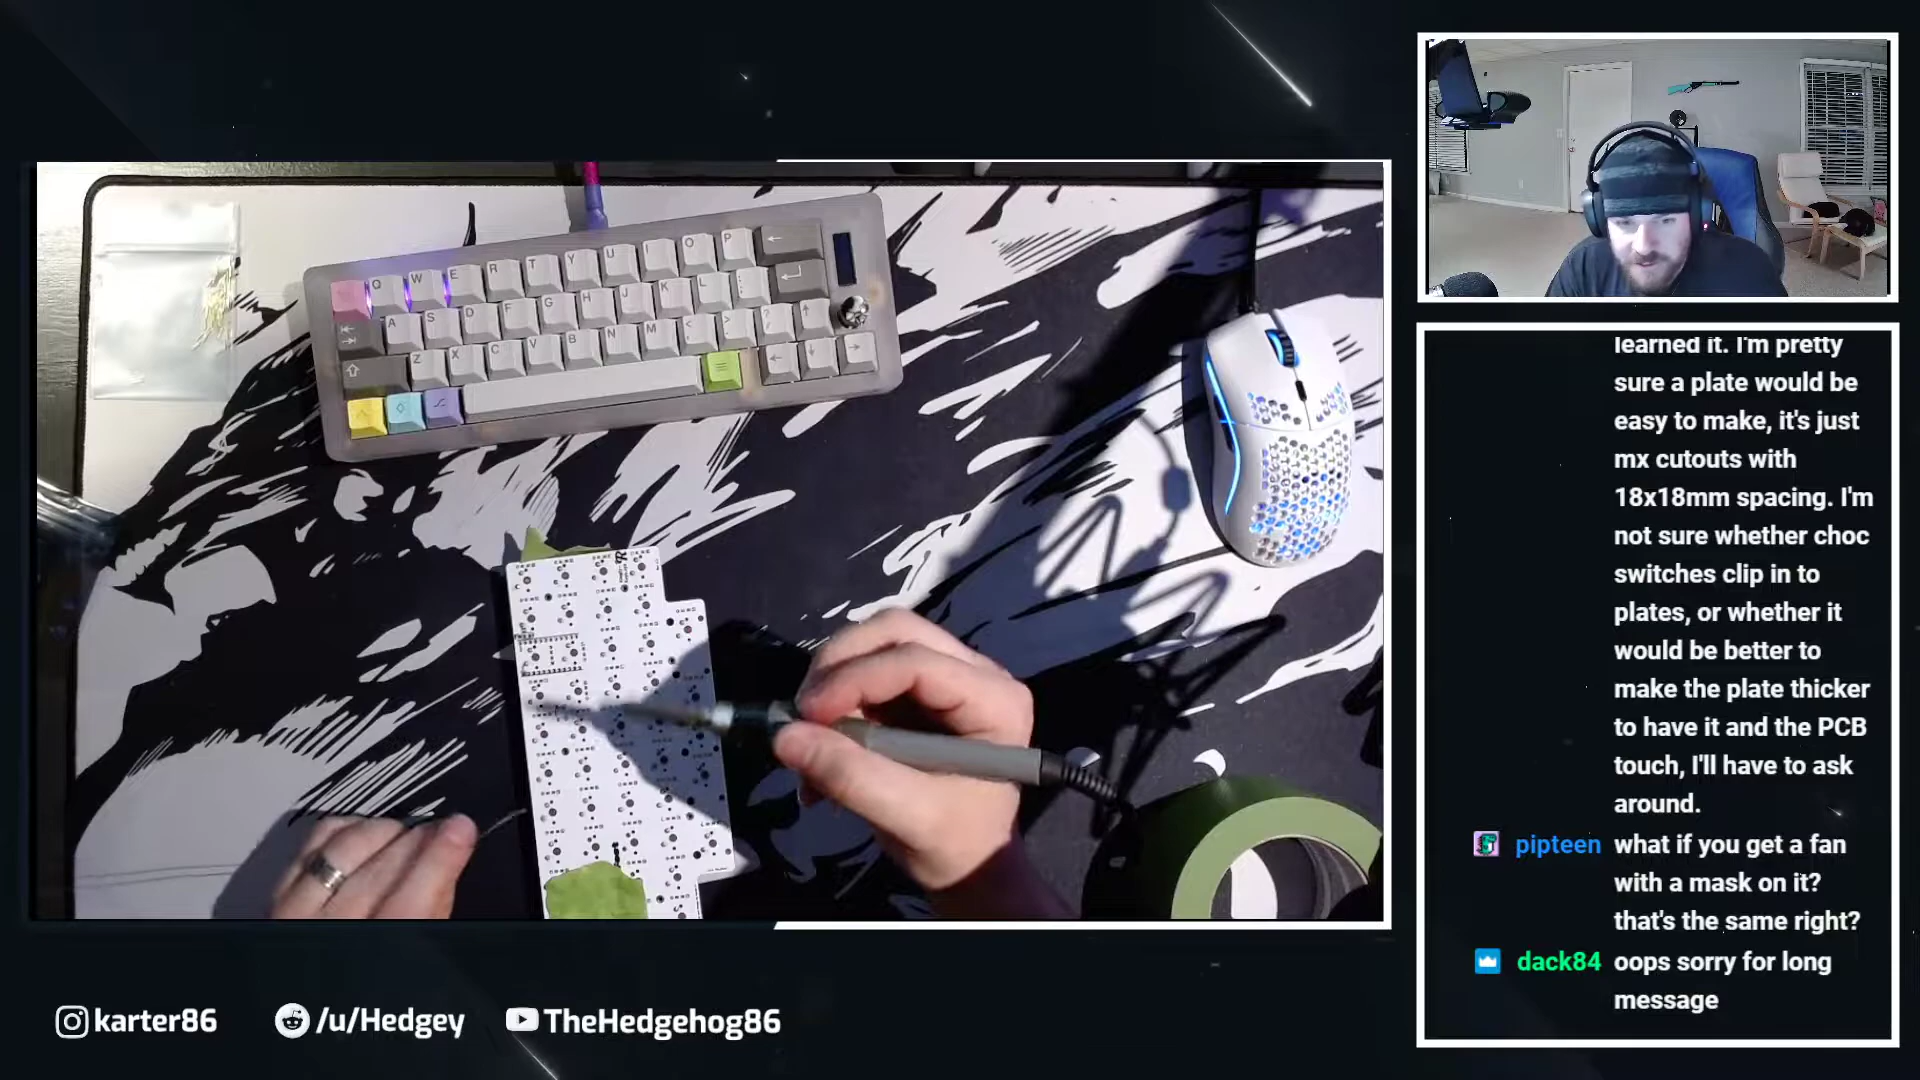 learned it. I'm pretty
sure a plate would be
easy to make, it's just
mx cutouts with
18x18mm spacing. I'm
not sure whether choc
switches clip in to
plates, or whether it
would be better to
make the plate thicker
to have it and the PCB
touch, I'll have to ask
around.
pipteen what if you get a fan
with a mask on it?
that's the same right?
dack84 oops sorry for long
message
Q W E R T Y U I O P
A S D F G H J K L
Z X C V B N M < > ?
karter86 /u/Hedgey TheHedgehog86